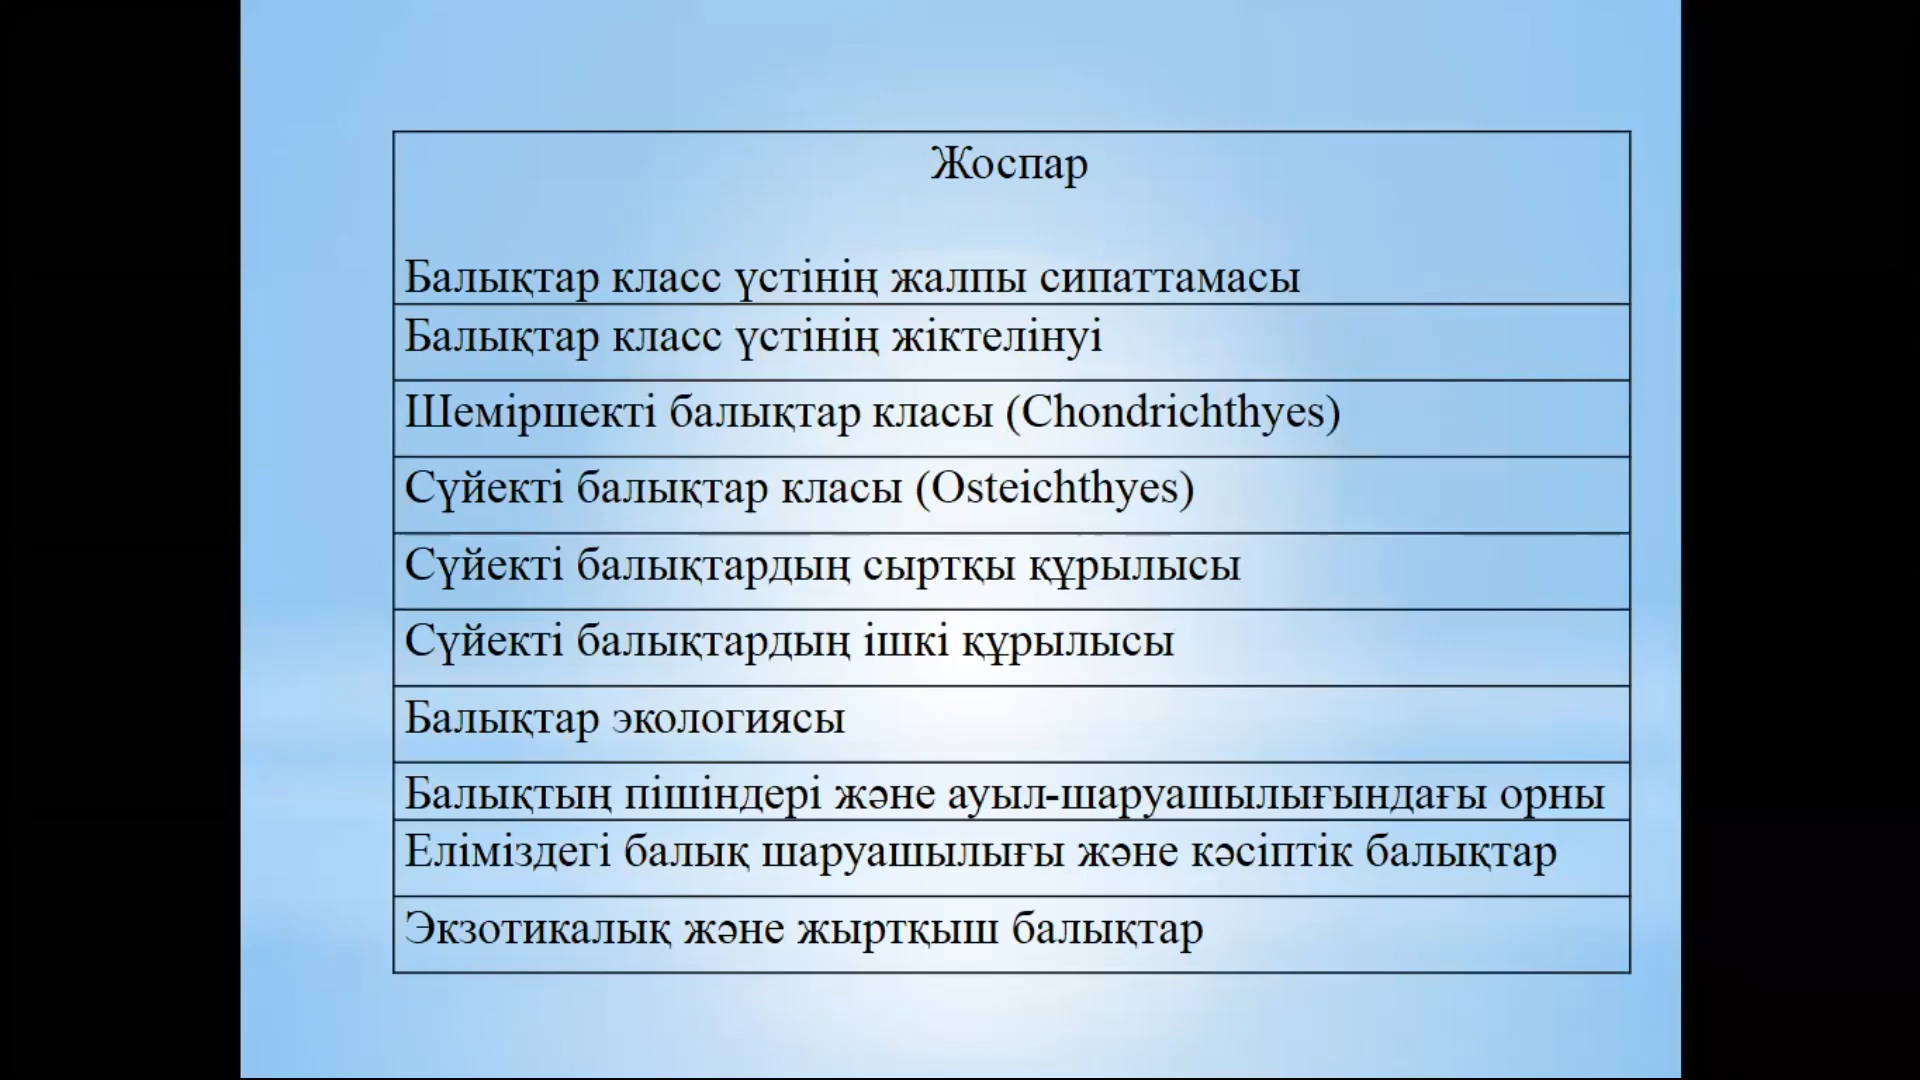 Жоспар
Балықтар класс үстінің жалпы сипаттамасы
Балықтар класс үстінің жіктелінуі
Шеміршекті балықтар класы (Chondrichthyes)
Сүйекті балықтар класы (Osteichthyes)
Сүйекті балықтардың сыртқы құрылысы
Сүйекті балықтардың ішкі құрылысы
Балықтар экологиясы
Балықтың пішіндері және ауыл-шаруашылығындағы орны
Еліміздегі балық шаруашылығы және кәсіптік балықтар
Экзотикалық және жыртқыш балықтар